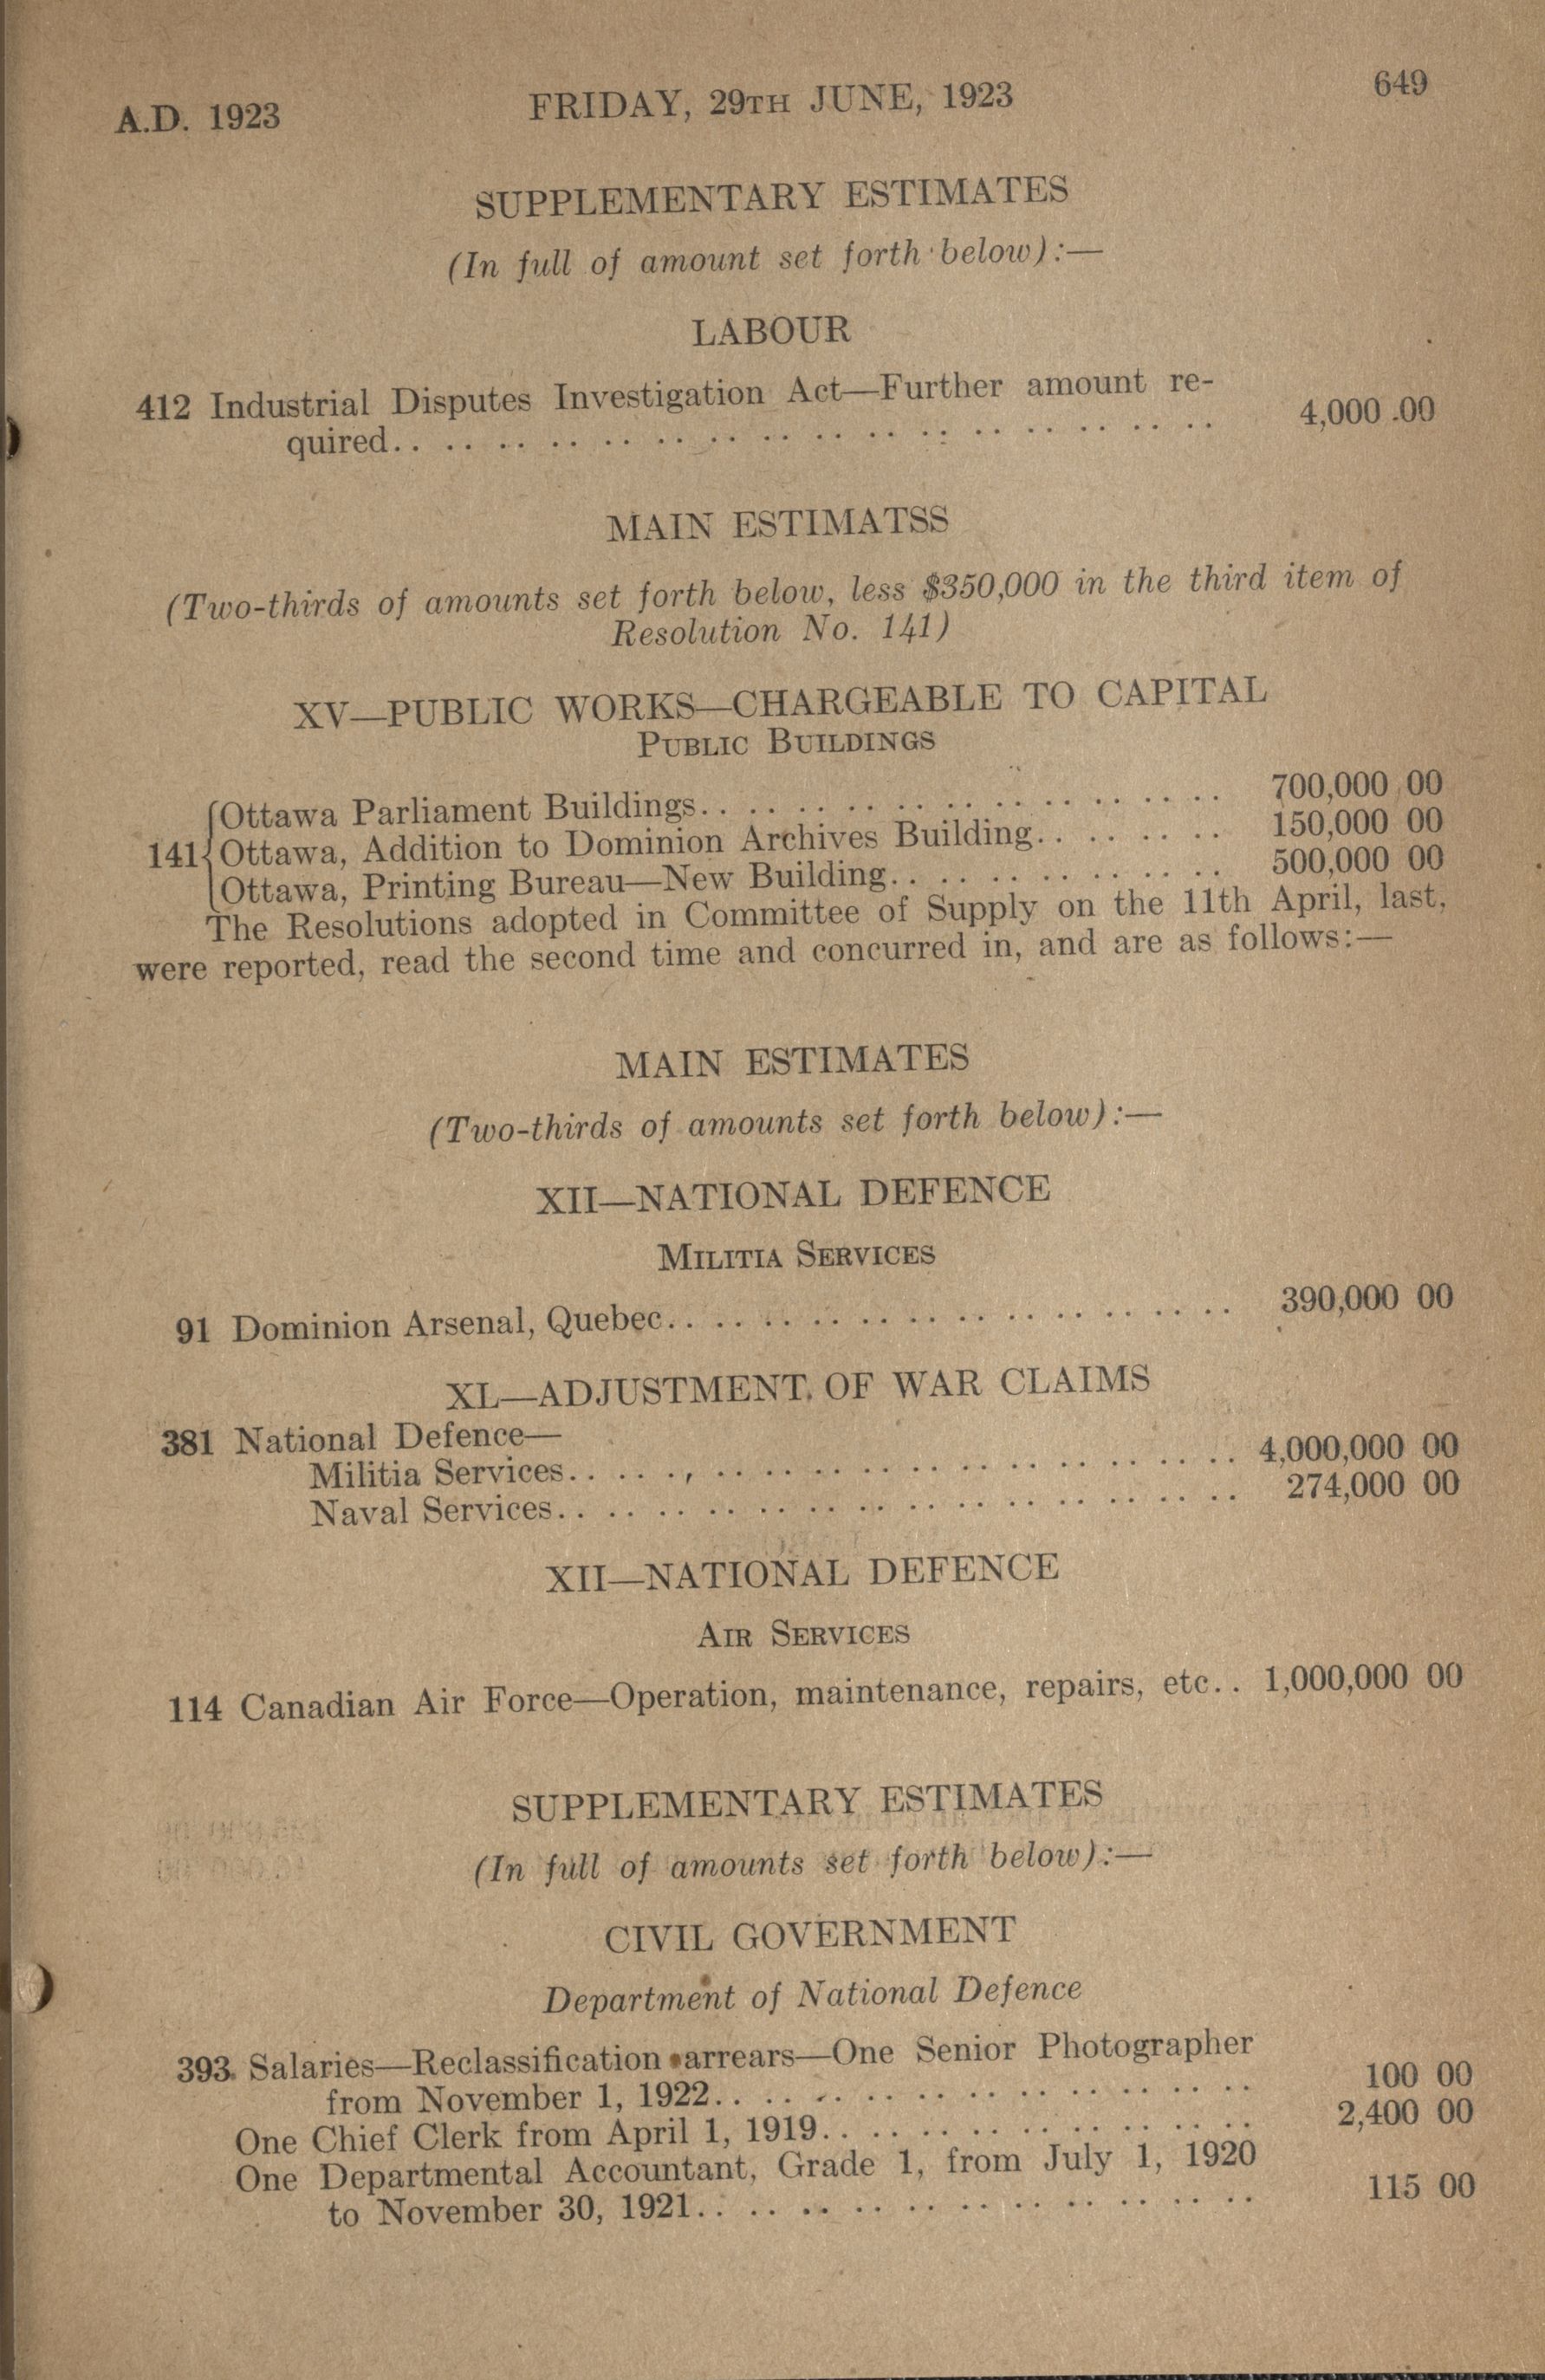 A.D. 1923 FRIDAY, 29TH JUNE, 1923 649
SUPPLEMENTARY ESTIMATES
(In full of amount set forth below):—
LABOUR
412 Industrial Disputes Investigation Act—Further amount re-
quired.. .. .. .. .. .. .. .. .. .. .. .. .. .. .. .. 4,000.00
MAIN ESTIMATSS
(Two-thirds of amounts set forth below, less $350,000 in the third item of
Resolution No. 141)
XV—PUBLIC WORKS—CHARGEABLE TO CAPITAL
PUBLIC BUILDINGS
Ottawa Parliament Buildings.. .. .. .. .. .. .. .. .. .. .. 700,000 00
141 Ottawa, Addition to Dominion Archives Building.. .. .. .. 150,000 00
Ottawa, Printing Bureau—New Building.. .. .. .. .. .. .. 500,000 00
The Resolutions adopted in Committee of Supply on the 11th April, last,
were reported, read the second time and concurred in, and are as follows:—
MAIN ESTIMATES
(Two-thirds of amounts set forth below):—
XII—NATIONAL DEFENCE
MILITIA SERVICES
91 Dominion Arsenal, Quebec.. .. .. .. .. .. .. .. .. .. .. .. 390,000 00
XL—ADJUSTMENT OF WAR CLAIMS
381 National Defence—
Militia Services.. .. .. .. .. .. .. .. .. .. .. .. .. .. 4,000,000 00
Naval Services.. .. .. .. .. .. .. .. .. .. .. .. .. .. 274,000 00
XII—NATIONAL DEFENCE
AIR SERVICES
114 Canadian Air Force—Operation, maintenance, repairs, etc.. 1,000,000 00
SUPPLEMENTARY ESTIMATES
(In full of amounts set forth below):—
CIVIL GOVERNMENT
Department of National Defence
393 Salaries—Reclassification arrears—One Senior Photographer
from November 1, 1922.. .. .. .. .. .. .. .. .. .. .. 100 00
One Chief Clerk from April 1, 1919.. .. .. .. .. .. .. .. .. 2,400 00
One Departmental Accountant, Grade 1, from July 1, 1920
to November 30, 1921.. .. .. .. .. .. .. .. .. .. .. 115 00